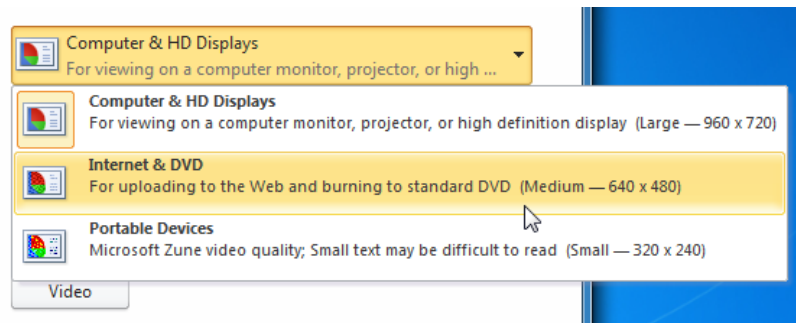 Computer & HD Displays
For viewing on a computer monitor, projector, or high ...
Computer & HD Displays
For viewing on a computer monitor, projector, or high definition display (Large — 960 x 720)
Internet & DVD
For uploading to the Web and burning to standard DVD (Medium — 640 x 480)
Portable Devices
Microsoft Zune video quality; Small text may be difficult to read (Small — 320 x 240)
Video